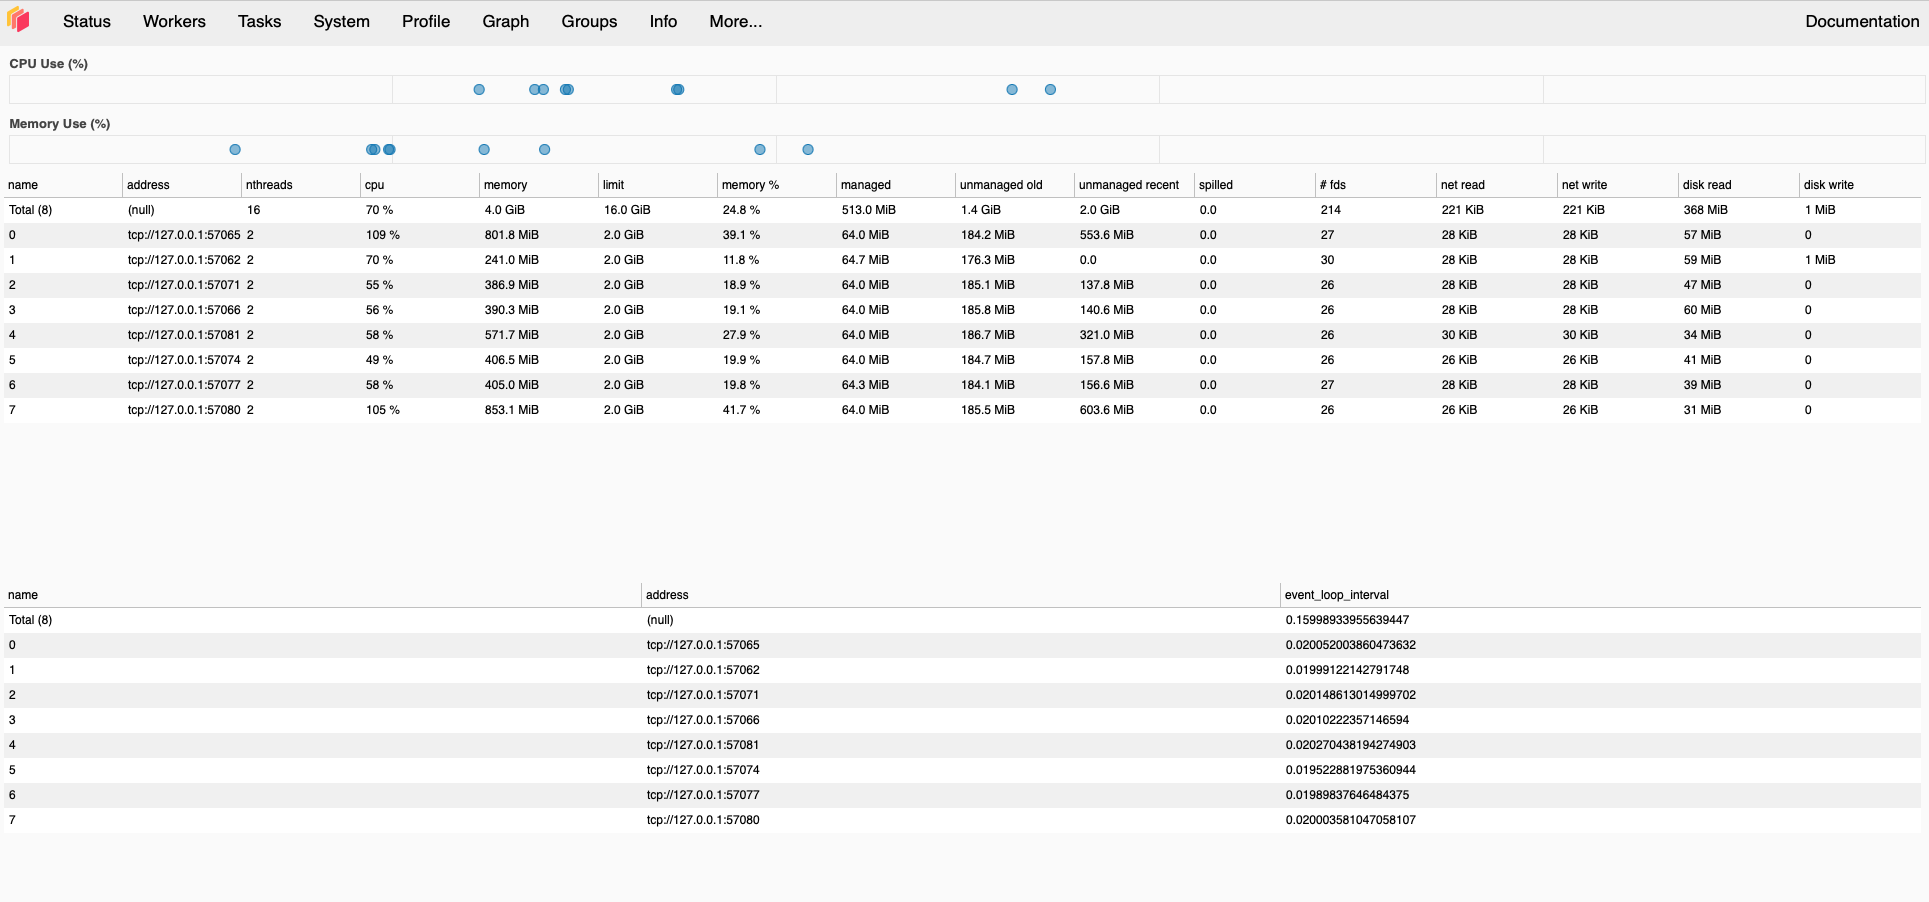 Status Workers Tasks System Profile Graph Groups Info More... Documentation
CPU Use (%)
Memory Use (%)
name address nthreads cpu memory limit memory % managed unmanaged old unmanaged recent spilled # fds net read net write disk read disk write
Total (8) (null) 16 70 % 4.0 GiB 16.0 GiB 24.8 % 513.0 MiB 1.4 GiB 2.0 GiB 0.0 214 221 KiB 221 KiB 368 MiB 1 MiB
0 tcp://127.0.0.1:57065 2 109 % 801.8 MiB 2.0 GiB 39.1 % 64.0 MiB 184.2 MiB 553.6 MiB 0.0 27 28 KiB 28 KiB 57 MiB 0
1 tcp://127.0.0.1:57062 2 70 % 241.0 MiB 2.0 GiB 11.8 % 64.7 MiB 176.3 MiB 0.0 0.0 30 28 KiB 28 KiB 59 MiB 1 MiB
2 tcp://127.0.0.1:57071 2 55 % 386.9 MiB 2.0 GiB 18.9 % 64.0 MiB 185.1 MiB 137.8 MiB 0.0 26 28 KiB 28 KiB 47 MiB 0
3 tcp://127.0.0.1:57066 2 56 % 390.3 MiB 2.0 GiB 19.1 % 64.0 MiB 185.8 MiB 140.6 MiB 0.0 26 28 KiB 28 KiB 60 MiB 0
4 tcp://127.0.0.1:57081 2 58 % 571.7 MiB 2.0 GiB 27.9 % 64.0 MiB 186.7 MiB 321.0 MiB 0.0 26 30 KiB 30 KiB 34 MiB 0
5 tcp://127.0.0.1:57074 2 49 % 406.5 MiB 2.0 GiB 19.9 % 64.0 MiB 184.7 MiB 157.8 MiB 0.0 26 26 KiB 26 KiB 41 MiB 0
6 tcp://127.0.0.1:57077 2 58 % 405.0 MiB 2.0 GiB 19.8 % 64.3 MiB 184.1 MiB 156.6 MiB 0.0 27 28 KiB 28 KiB 39 MiB 0
7 tcp://127.0.0.1:57080 2 105 % 853.1 MiB 2.0 GiB 41.7 % 64.0 MiB 185.5 MiB 603.6 MiB 0.0 26 26 KiB 26 KiB 31 MiB 0
name address event_loop_interval
Total (8) (null) 0.15998933955639447
0 tcp://127.0.0.1:57065 0.020052003860473632
1 tcp://127.0.0.1:57062 0.01999122142791748
2 tcp://127.0.0.1:57071 0.020148613014999702
3 tcp://127.0.0.1:57066 0.02010222357146594
4 tcp://127.0.0.1:57081 0.020270438194274903
5 tcp://127.0.0.1:57074 0.019522881975360944
6 tcp://127.0.0.1:57077 0.01989837646484375
7 tcp://127.0.0.1:57080 0.020003581047058107